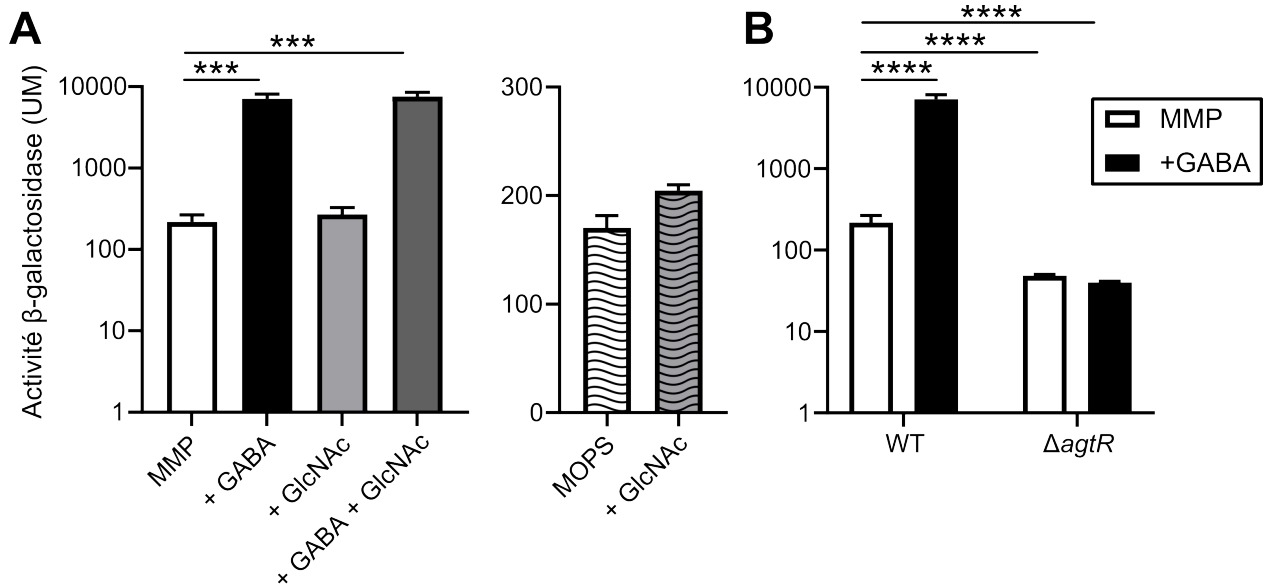 A
Activité β-galactosidase (UM)
***
***
10000
1000
100
10
1
MMP
+ GABA
+ GlcNAc
+ GABA + GlcNAc
300
200
100
0
MOPS
+ GlcNAc
B
****
****
****
10000
1000
100
10
1
WT
ΔagtR
MMP
+GABA